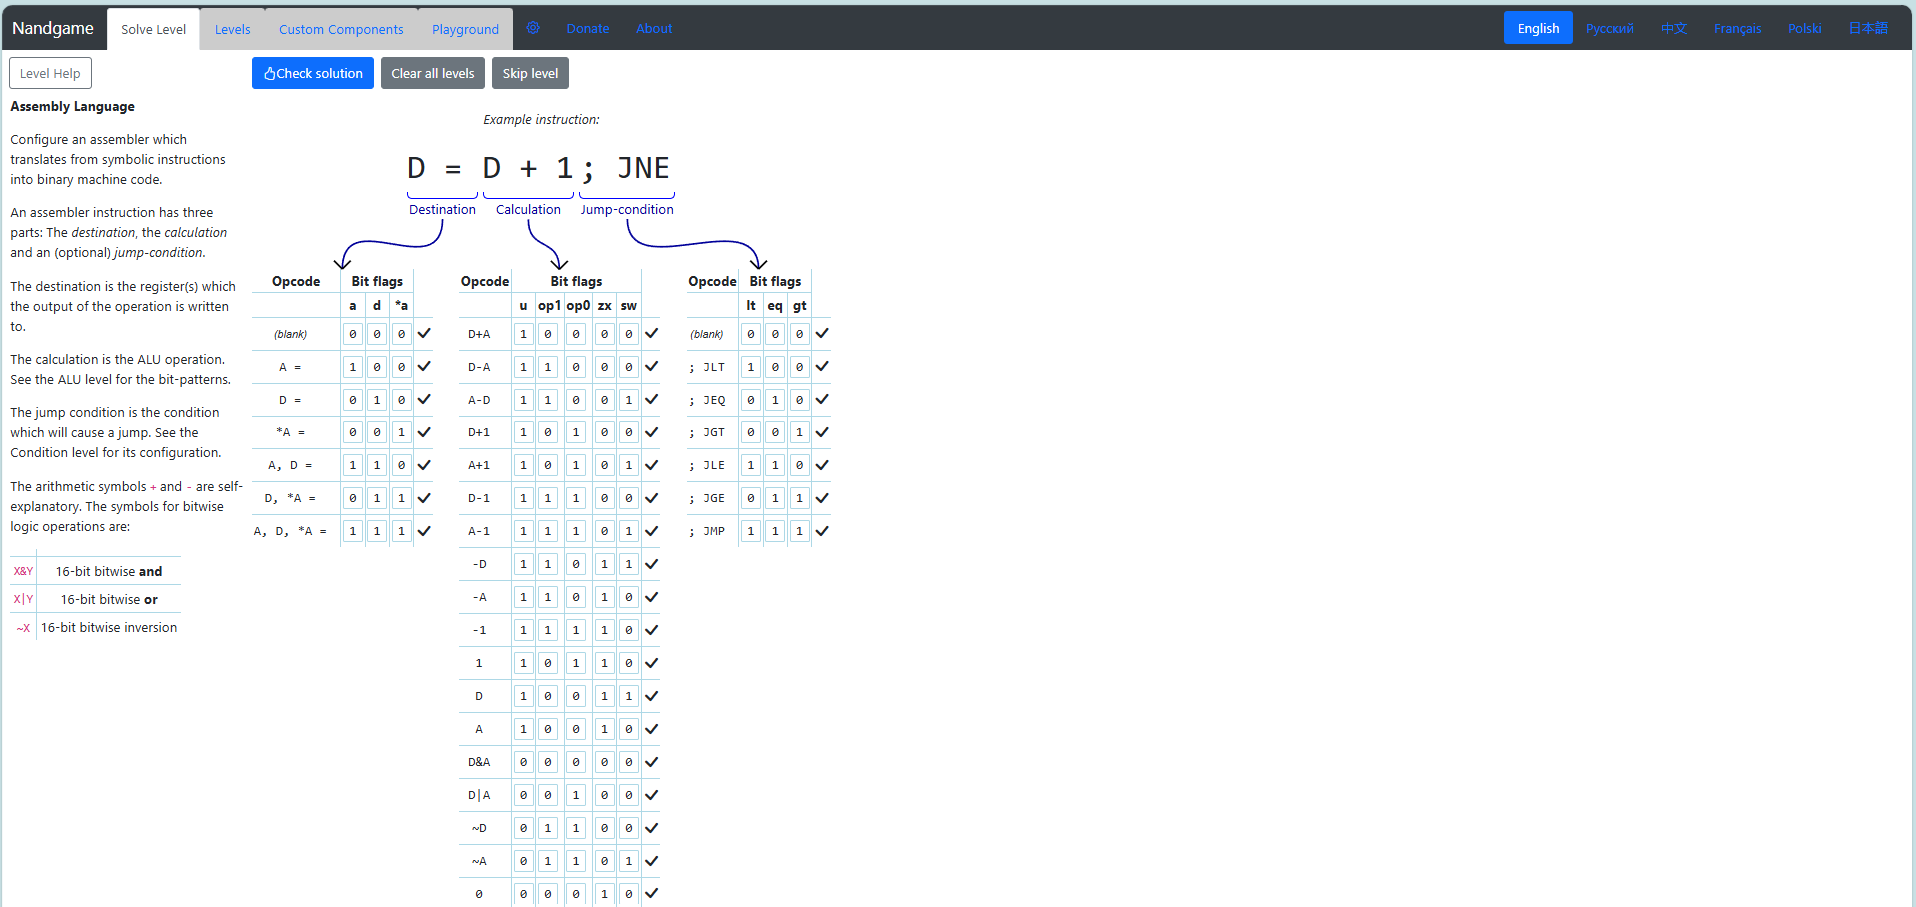 Nandgame Solve Level Levels Custom Components Playground Donate About English Русский 中文 Français Polski 日本語
Level Help
Check solution Clear all levels Skip level
Assembly Language
Configure an assembler which
translates from symbolic instructions
into binary machine code.
An assembler instruction has three
parts: The destination, the calculation
and an (optional) jump-condition.
The destination is the register(s) which
the output of the operation is written
to.
The calculation is the ALU operation.
See the ALU level for the bit-patterns.
The jump condition is the condition
which will cause a jump. See the
Condition level for its configuration.
The arithmetic symbols + and - are self-
explanatory. The symbols for bitwise
logic operations are:
X&Y 16-bit bitwise and
X|Y 16-bit bitwise or
~X 16-bit bitwise inversion
Example instruction:
D = D + 1; JNE
Destination Calculation Jump-condition
Opcode Bit flags
a d *a
(blank) 0 0 0
A = 1 0 0
D = 0 1 0
*A = 0 0 1
A, D = 1 1 0
D, *A = 0 1 1
A, D, *A = 1 1 1
Opcode Bit flags
u op1 op0 zx sw
D+A 1 0 0 0 0
D-A 1 1 0 0 0
A-D 1 1 0 0 1
D+1 1 0 1 0 0
A+1 1 0 1 0 1
D-1 1 1 1 0 0
A-1 1 1 1 0 1
-D 1 1 0 1 1
-A 1 1 0 1 0
-1 1 1 1 1 0
1 1 0 1 1 0
D 1 0 0 1 1
A 1 0 0 1 0
D&A 0 0 0 0 0
D|A 0 0 1 0 0
~D 0 1 1 0 0
~A 0 1 1 0 1
0 0 0 0 1 0
Opcode Bit flags
lt eq gt
(blank) 0 0 0
; JLT 1 0 0
; JEQ 0 1 0
; JGT 0 0 1
; JLE 1 1 0
; JGE 0 1 1
; JMP 1 1 1